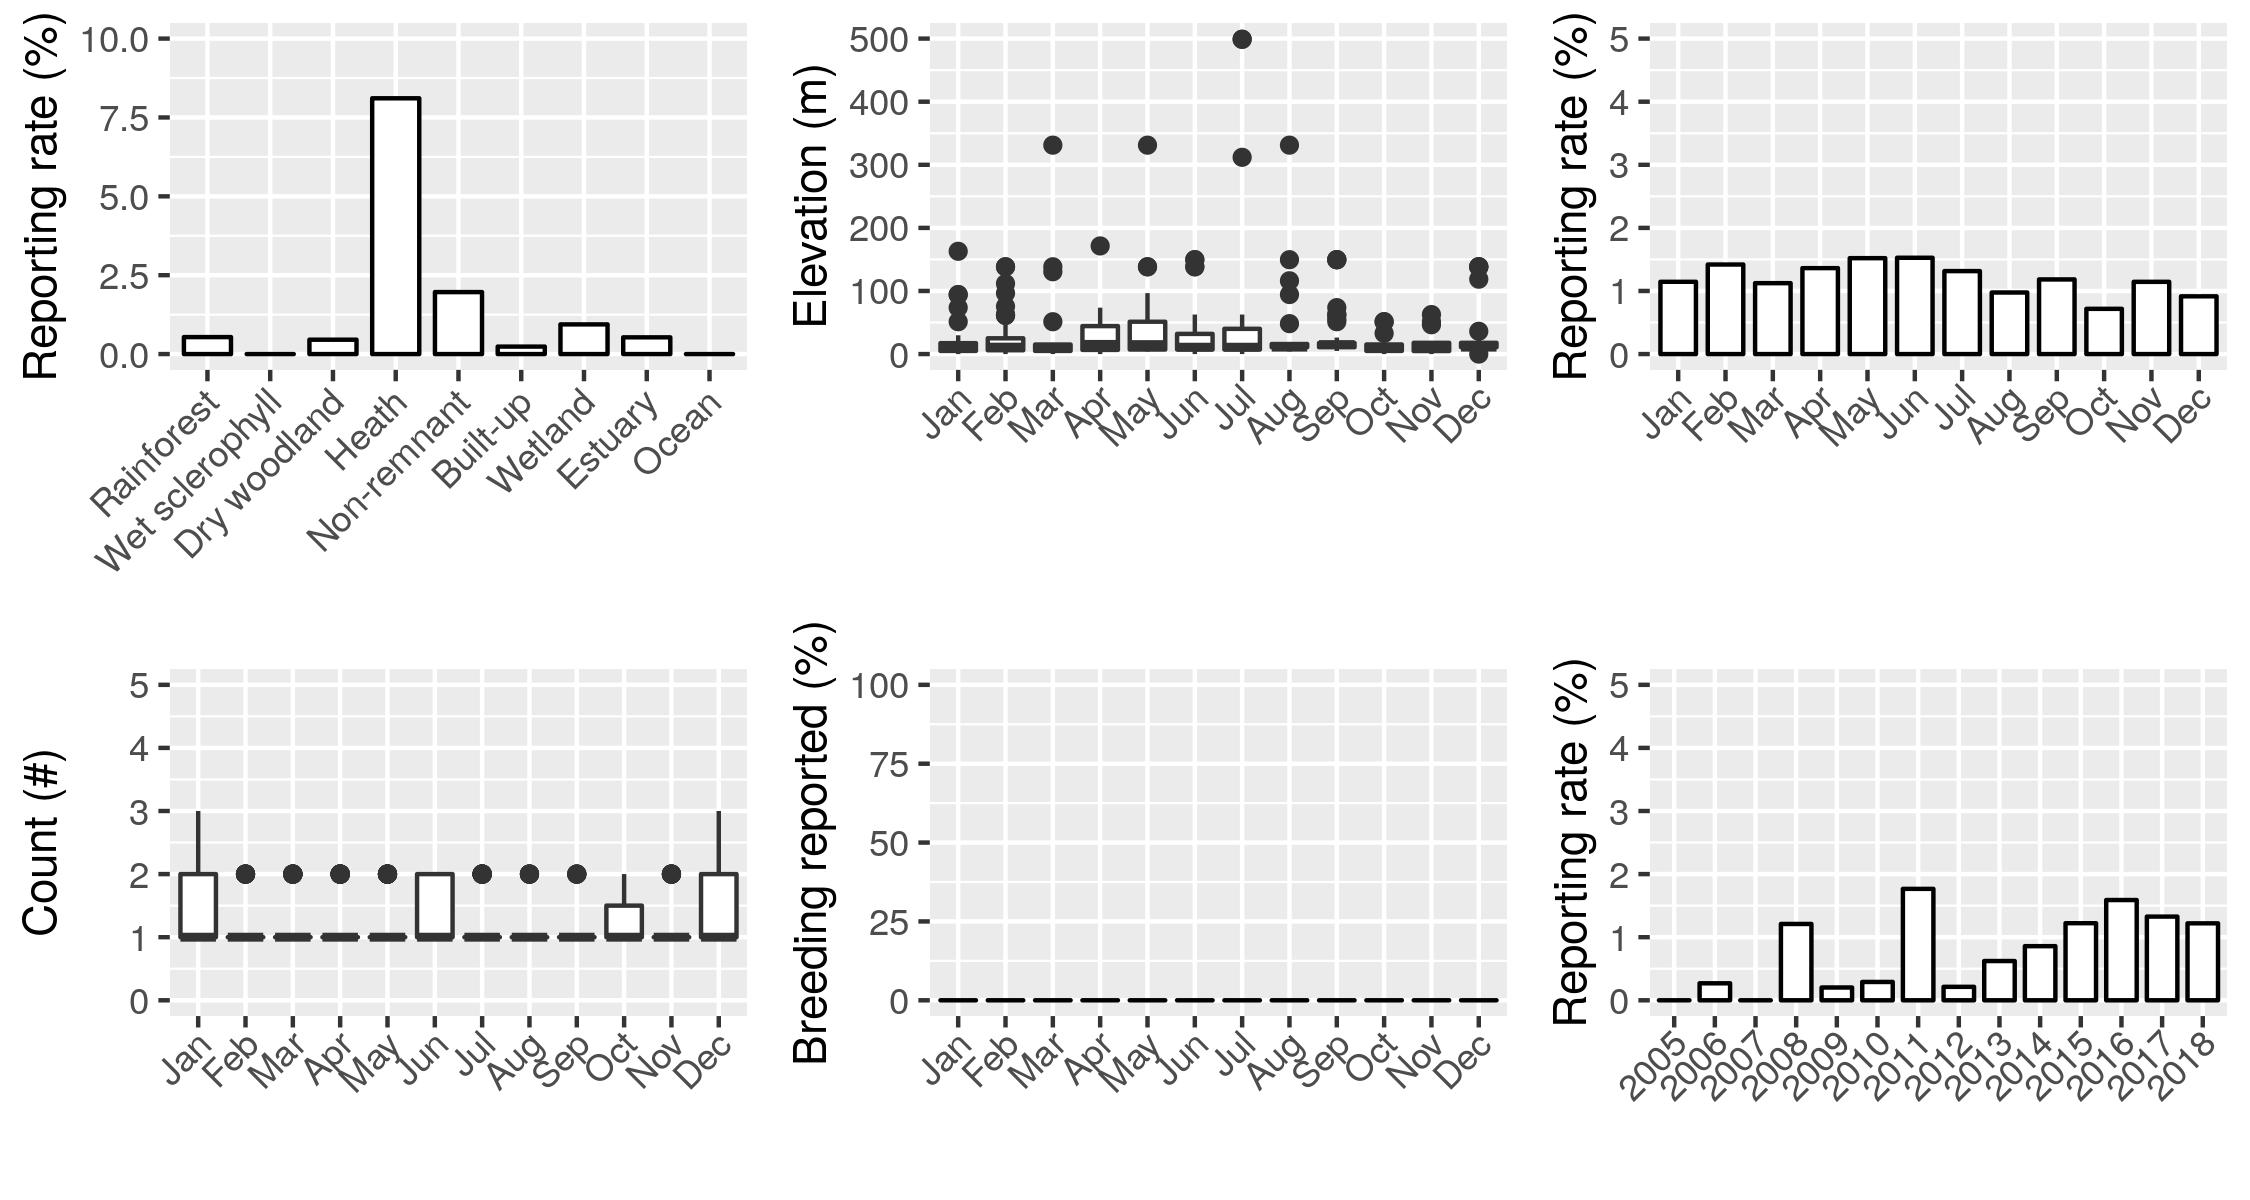 Reporting rate (%)
10.0
7.5
5.0
2.5
0.0
Rainforest
Wet sclerophyll
Dry woodland
Heath
Non-remnant
Built-up
Wetland
Estuary
Ocean
Elevation (m)
500
400
300
200
100
0
Jan
Feb
Mar
Apr
May
Jun
Jul
Aug
Sep
Oct
Nov
Dec
Reporting rate (%)
5
4
3
2
1
0
Jan
Feb
Mar
Apr
May
Jun
Jul
Aug
Sep
Oct
Nov
Dec
Count (#)
5
4
3
2
1
0
Jan
Feb
Mar
Apr
May
Jun
Jul
Aug
Sep
Oct
Nov
Dec
Breeding reported (%)
100
75
50
25
0
Jan
Feb
Mar
Apr
May
Jun
Jul
Aug
Sep
Oct
Nov
Dec
Reporting rate (%)
5
4
3
2
1
0
2005
2006
2007
2008
2009
2010
2011
2012
2013
2014
2015
2016
2017
2018